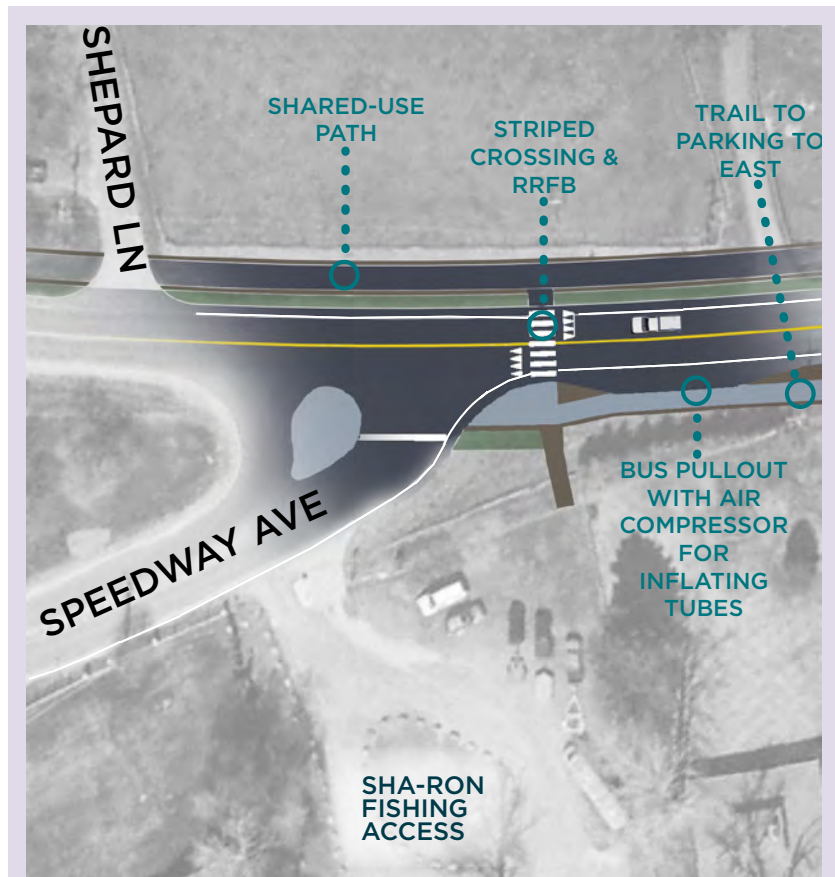 SHEPARD LN
SHARED-USE
PATH
STRIPED
CROSSING &
RRFB
TRAIL TO
PARKING TO
EAST
BUS PULLOUT
WITH AIR
COMPRESSOR
FOR
INFLATING
TUBES
SPEEDWAY AVE
SHA-RON
FISHING
ACCESS